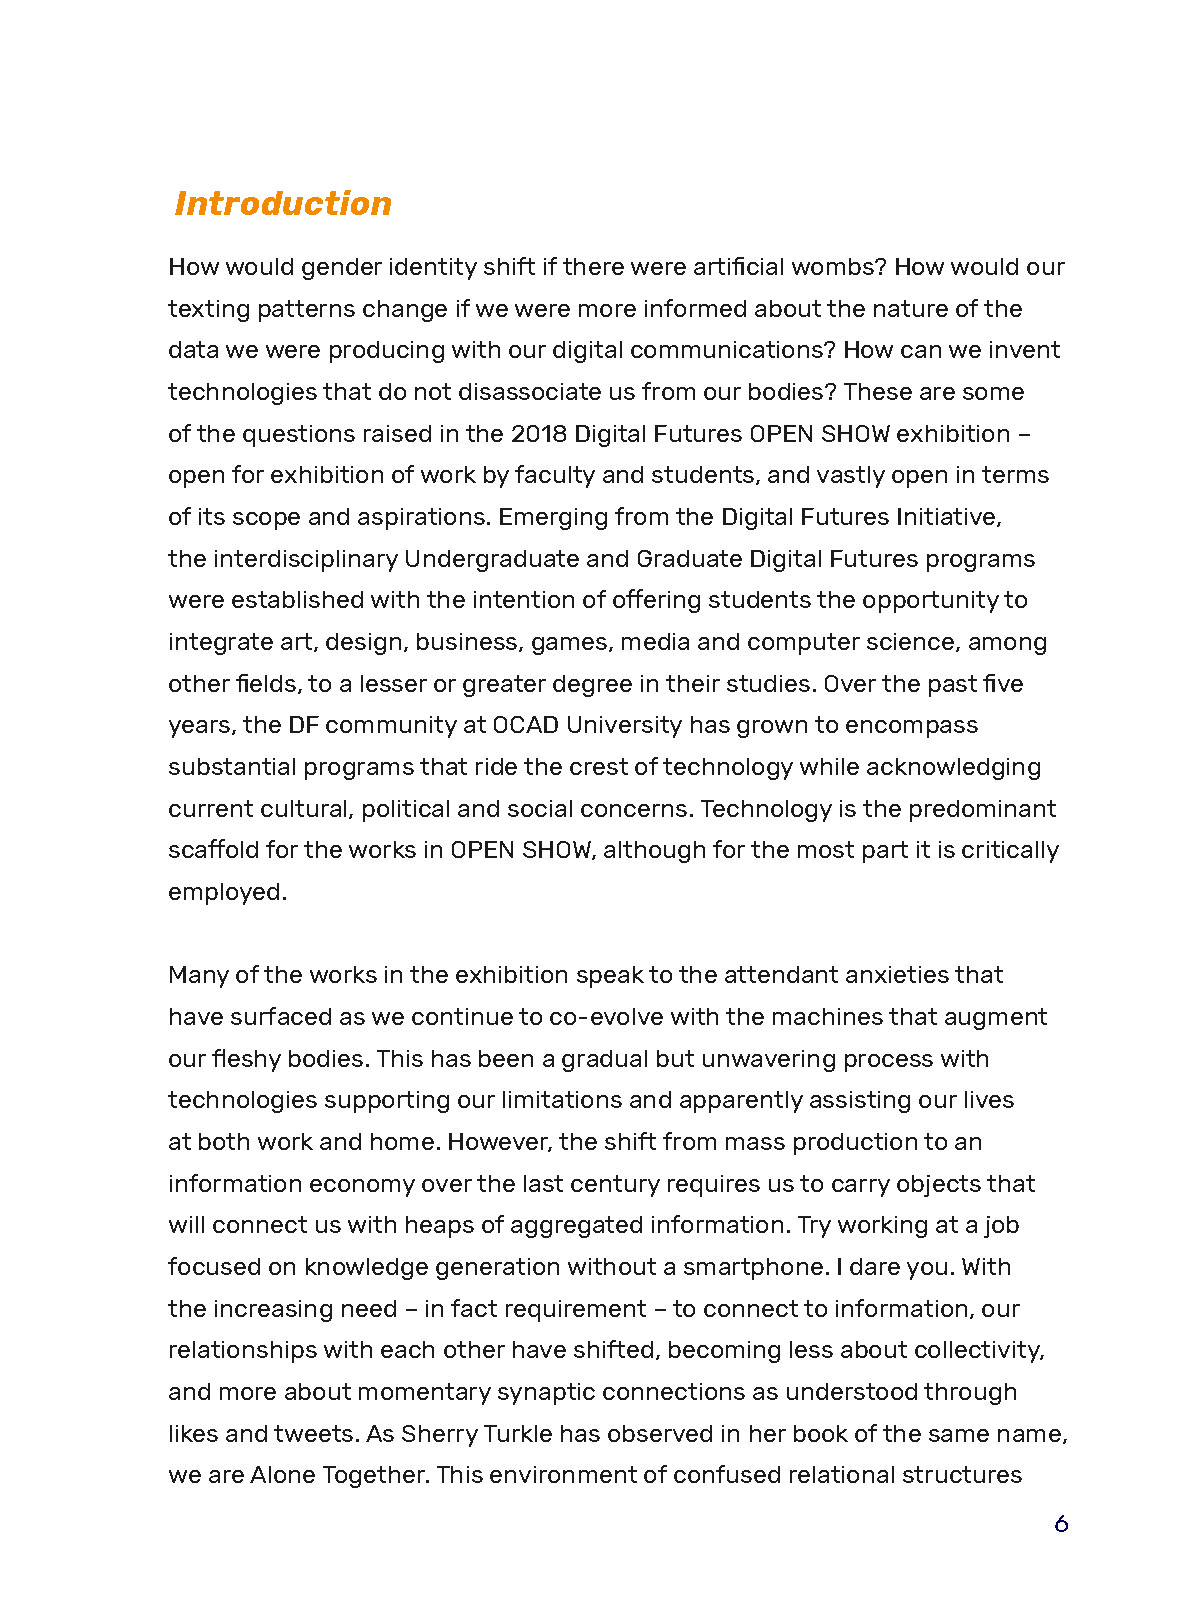 Introduction
How would gender identity shift if there were artificial wombs? How would our
texting patterns change if we were more informed about the nature of the
data we were producing with our digital communications? How can we invent
technologies that do not disassociate us from our bodies? These are some
of the questions raised in the 2018 Digital Futures OPEN SHOW exhibition –
open for exhibition of work by faculty and students, and vastly open in terms
of its scope and aspirations. Emerging from the Digital Futures Initiative,
the interdisciplinary Undergraduate and Graduate Digital Futures programs
were established with the intention of offering students the opportunity to
integrate art, design, business, games, media and computer science, among
other fields, to a lesser or greater degree in their studies. Over the past five
years, the DF community at OCAD University has grown to encompass
substantial programs that ride the crest of technology while acknowledging
current cultural, political and social concerns. Technology is the predominant
scaffold for the works in OPEN SHOW, although for the most part it is critically
employed.
Many of the works in the exhibition speak to the attendant anxieties that
have surfaced as we continue to co-evolve with the machines that augment
our fleshy bodies. This has been a gradual but unwavering process with
technologies supporting our limitations and apparently assisting our lives
at both work and home. However, the shift from mass production to an
information economy over the last century requires us to carry objects that
will connect us with heaps of aggregated information. Try working at a job
focused on knowledge generation without a smartphone. I dare you. With
the increasing need – in fact requirement – to connect to information, our
relationships with each other have shifted, becoming less about collectivity,
and more about momentary synaptic connections as understood through
likes and tweets. As Sherry Turkle has observed in her book of the same name,
we are Alone Together. This environment of confused relational structures
6